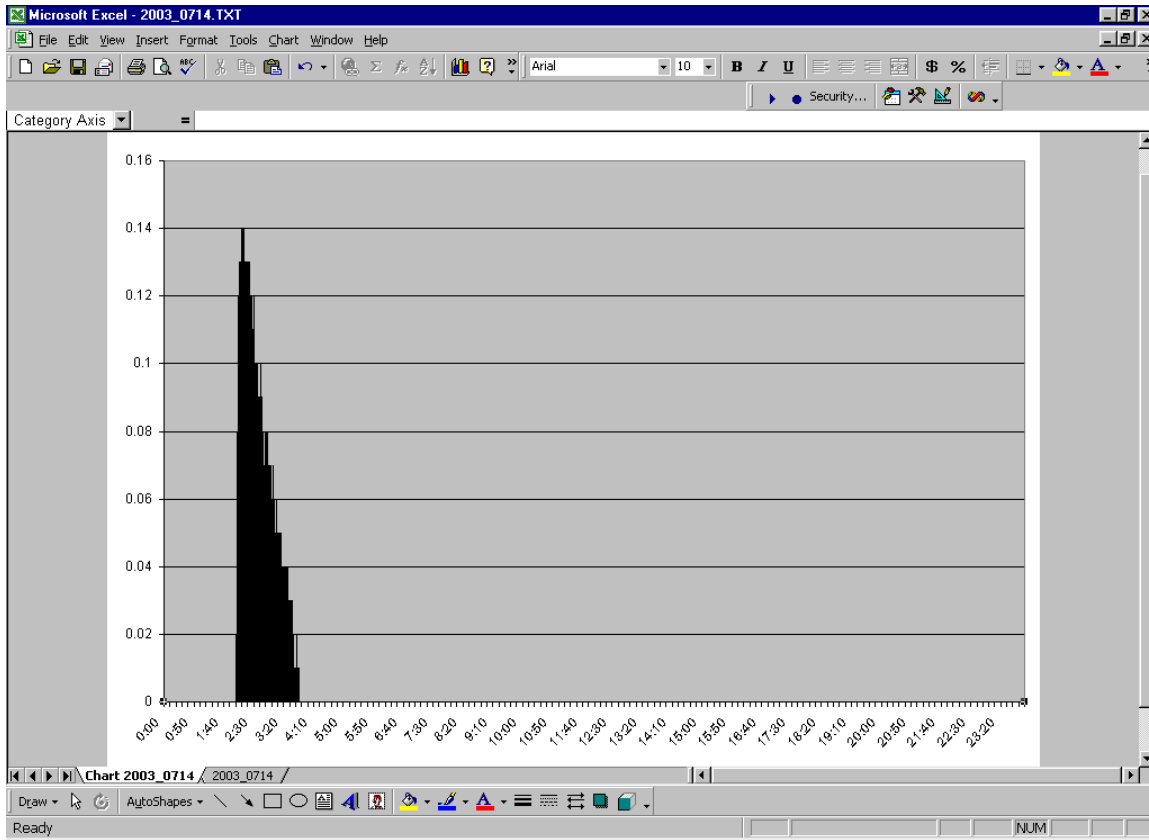 Microsoft Excel - 2003_0714.TXT
File Edit View Insert Format Tools Chart Window Help
ABC Arial 10 B I U $ %
Security...
Category Axis =
0.16
0.14
0.12
0.1
0.08
0.06
0.04
0.02
0
0:00 0:50 1:40 2:30 3:20 4:10 5:00 5:50 6:40 7:30 8:20 9:10 10:00 10:50 11:40 12:30 13:20 14:10 15:00 15:50 16:40 17:30 18:20 19:10 20:00 20:50 21:40 22:30 23:20
Chart 2003_0714 2003_0714
Draw AutoShapes
Ready NUM